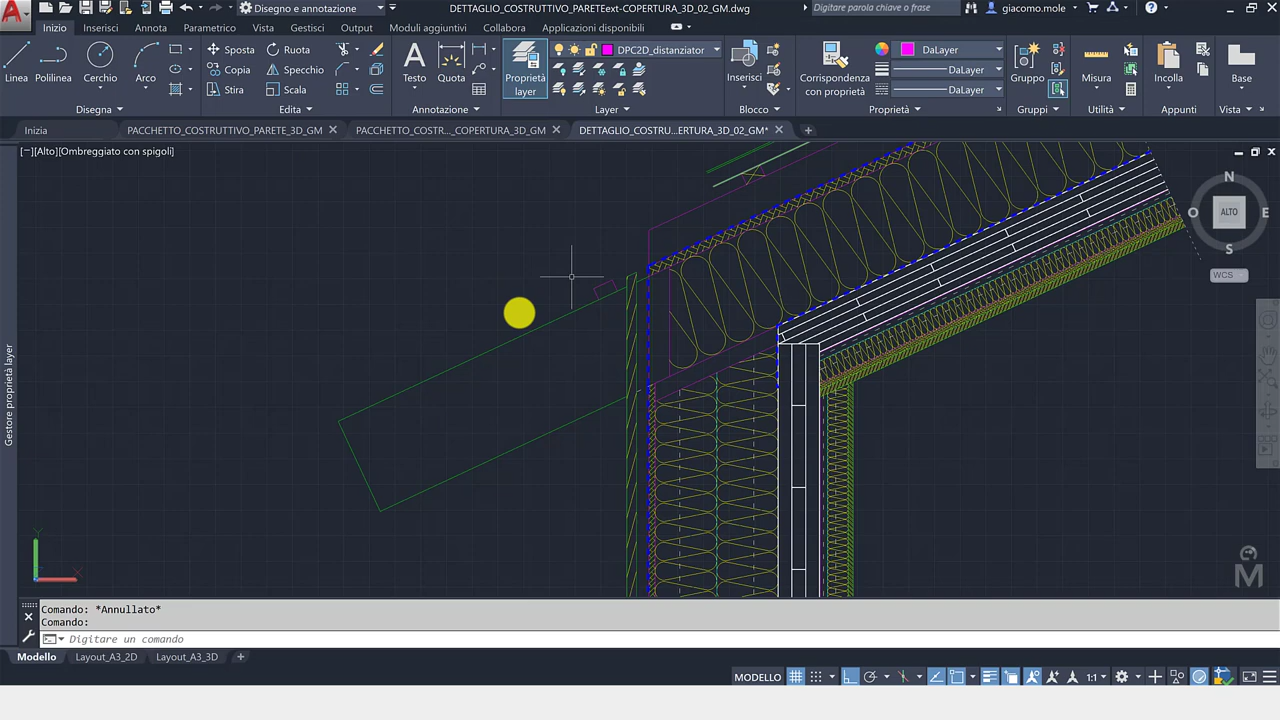 Disegno e annotazione
DETTAGLIO_COSTRUTTIVO_PARETEext-COPERTURA_3D_02_GM.dwg
Digitare parola chiave o frase
giacomo.mole
Inizio Inserisci Annota Parametrico Vista Gestisci Output Moduli aggiuntivi Collabora Applicazioni disponibili
Linea Polilinea Cerchio Arco
Sposta Ruota
Copia Specchio
Stira Scala
Testo Quota
Proprietà layer
DPC2D_distanziator
Inserisci
Corrispondenza con proprietà
DaLayer
DaLayer
DaLayer
Gruppo Misura Incolla Base
Disegna Edita Annotazione Layer Blocco Proprietà Gruppi Utilità Appunti Vista
Inizia PACCHETTO_COSTRUTTIVO_PARETE_3D_GM PACCHETTO_COSTR..._COPERTURA_3D_GM DETTAGLIO_COSTRU...ERTURA_3D_02_GM*
[−][Alto][Ombreggiato con spigoli]
N
O ALTO E
S
WCS
Gestore proprietà layer
Y
M
Comando: *Annullato*
Comando:
Digitare un comando
Modello Layout_A3_2D Layout_A3_3D
MODELLO 1:1